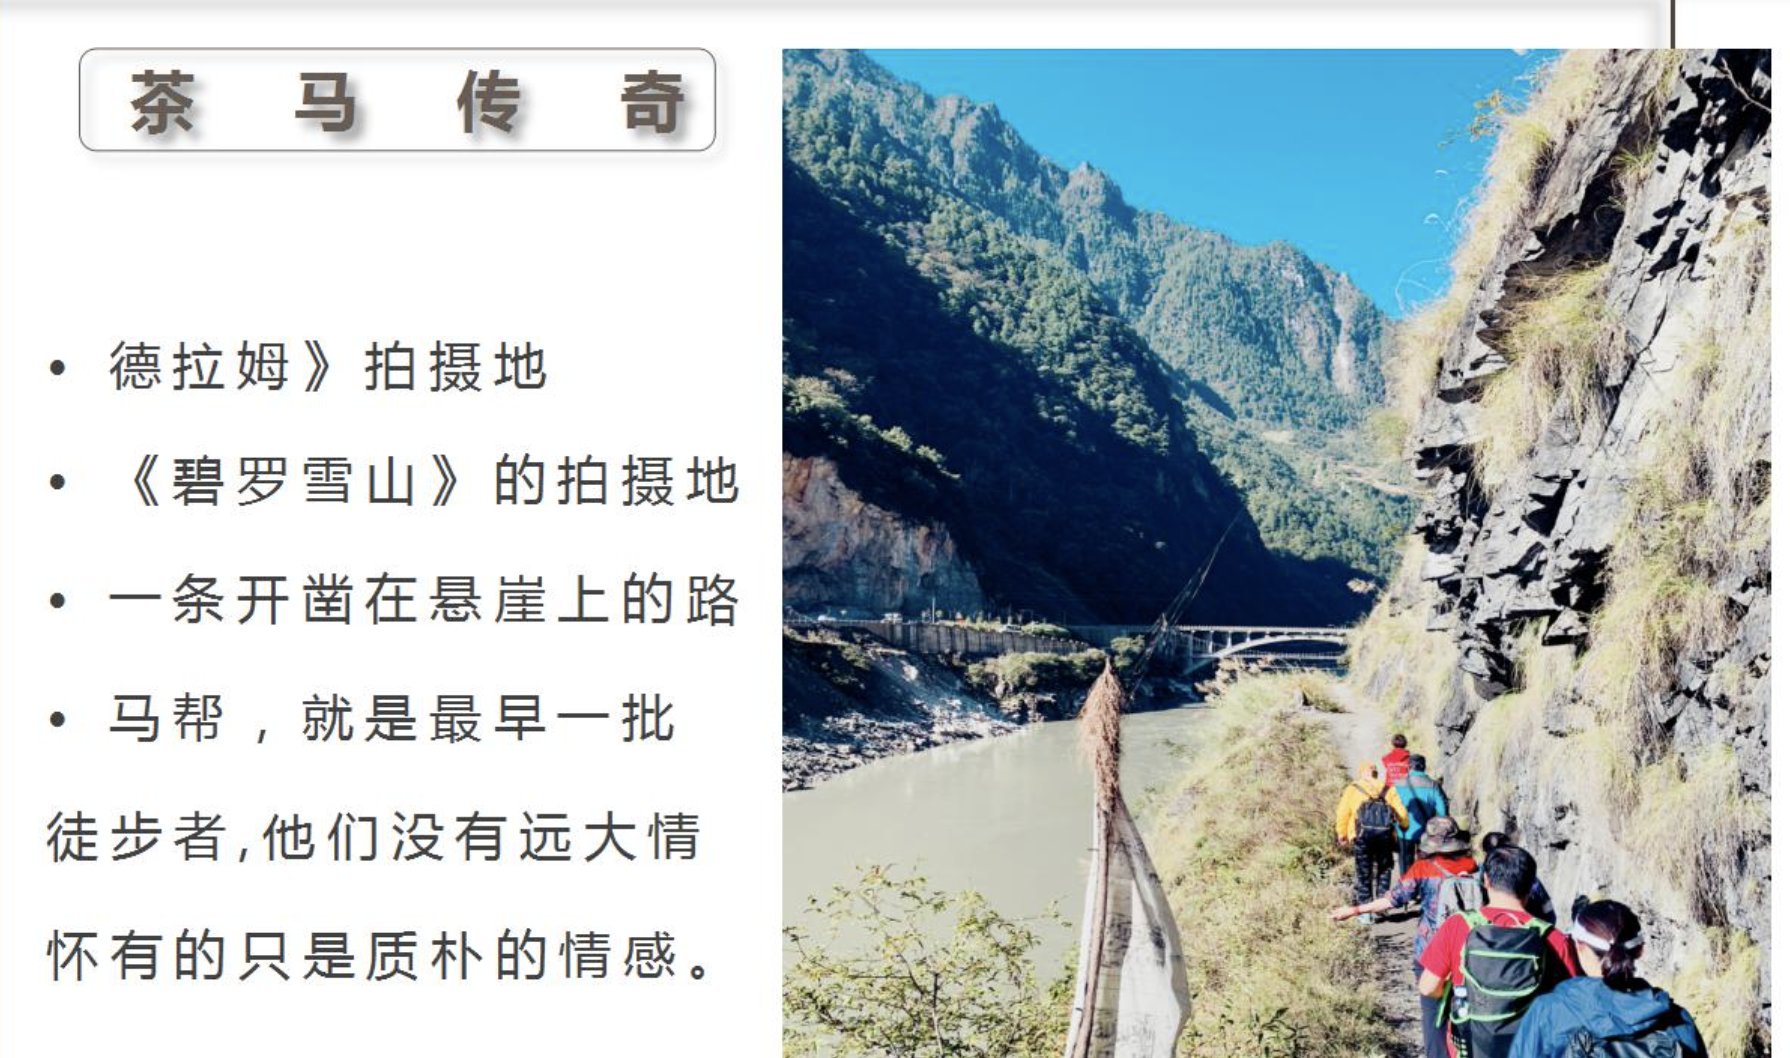 茶马传奇
• 德拉姆》拍摄地
• 《碧罗雪山》的拍摄地
• 一条开凿在悬崖上的路
• 马帮，就是最早一批
徒步者,他们没有远大情
怀有的只是质朴的情感。